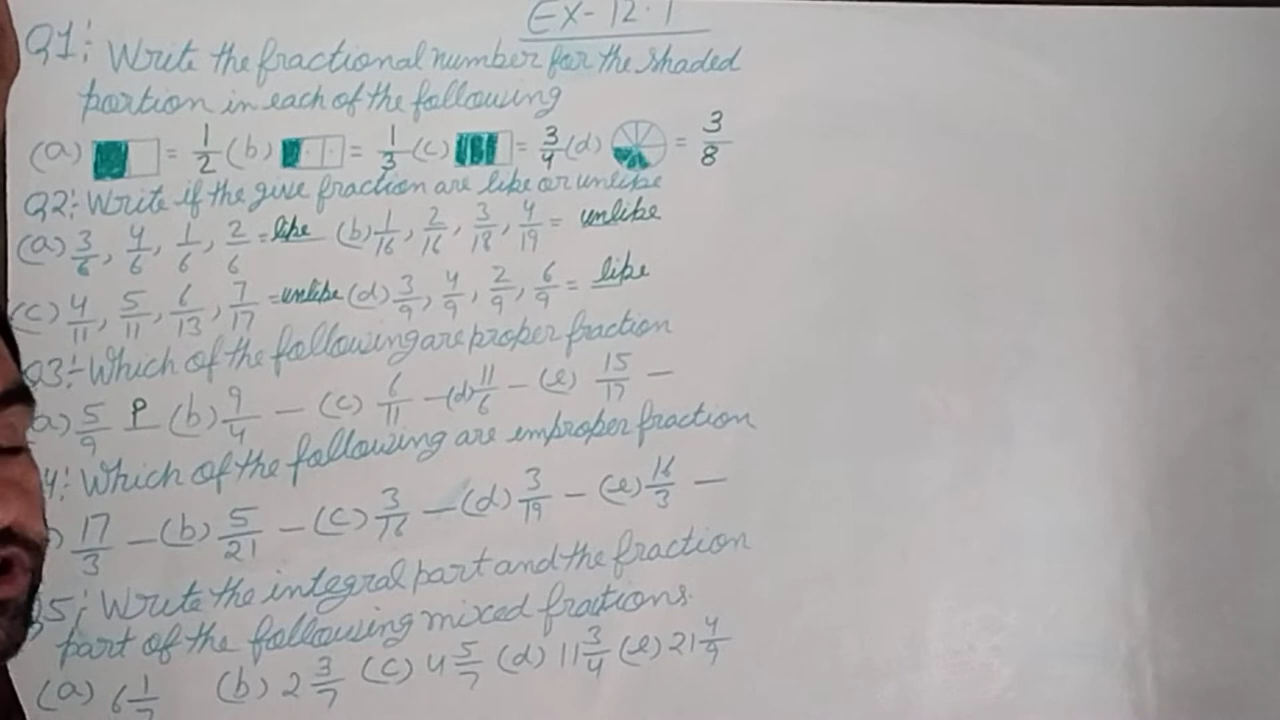 Ex-12.1
Q1: Write the fractional number for the shaded
portion in each of the following
(a) = 1/2 (b) = 1/3 (c) = 3/4 (d) = 3/8
Q2: Write if the give fraction are like or unlike
(a) 3/6, 4/6, 1/6, 2/6 = like (b) 1/16, 2/16, 3/18, 4/19 = unlike
(c) 4/11, 5/11, 6/13, 7/17 = unlike (d) 3/9, 4/9, 2/9, 6/9 = like
Q3:- Which of the following are proper fraction
a) 5/9 P (b) 9/4 - (c) 6/11 - (d) 11/6 - (e) 15/17 -
4: Which of the following are improper fraction
) 17/3 - (b) 5/21 - (c) 3/16 - (d) 3/19 - (e) 16/3 -
5: Write the integral part and the fraction
part of the following mixed fractions.
(a) 6 1/7 (b) 2 3/7 (c) 4 5/7 (d) 11 3/4 (e) 21 4/9